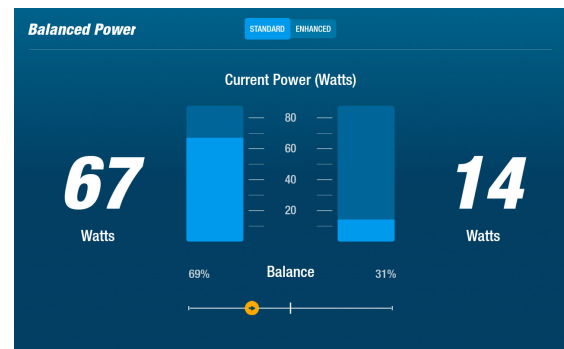 Balanced Power
STANDARD ENHANCED
Current Power (Watts)
80
60
40
20
67
Watts
14
Watts
69% Balance 31%